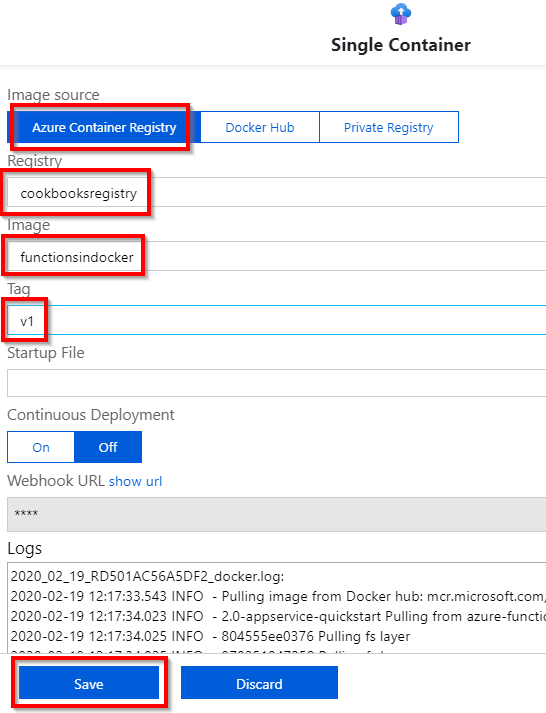 Single Container
Image source
Azure Container Registry Docker Hub Private Registry
Registry
cookbooksregistry
Image
functionsindocker
Tag
v1
Startup File
Continuous Deployment
On Off
Webhook URL show url
****
Logs
2020_02_19_RD501AC56A5DF2_docker.log:
2020-02-19 12:17:33.543 INFO - Pulling image from Docker hub: mcr.microsoft.com,
2020-02-19 12:17:34.023 INFO - 2.0-appservice-quickstart Pulling from azure-functio
2020-02-19 12:17:34.025 INFO - 804555ee0376 Pulling fs layer
Save Discard